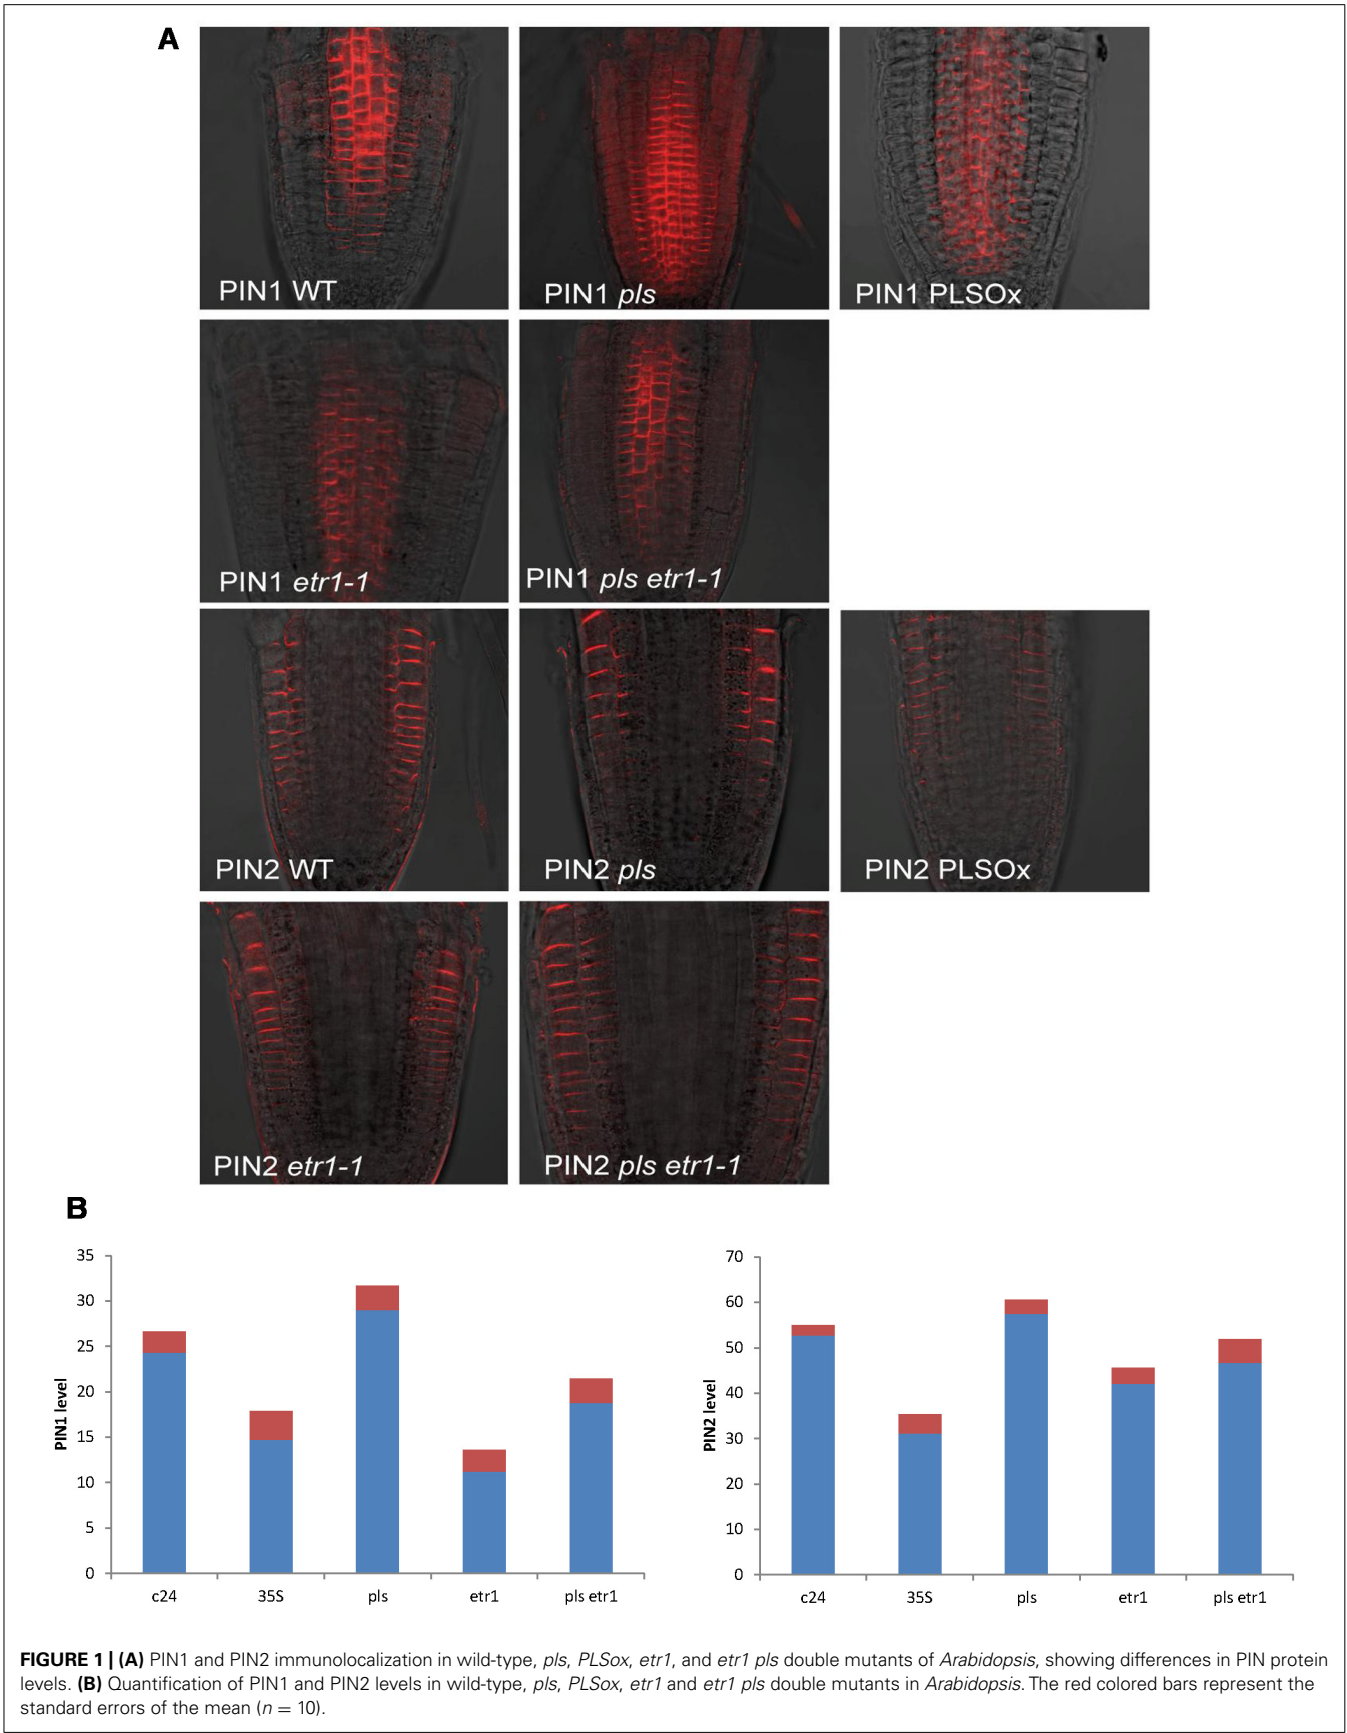 A
PIN1 WT
PIN1 pls
PIN1 PLSOx
PIN1 etr1-1
PIN1 pls etr1-1
PIN2 WT
PIN2 pls
PIN2 PLSOx
PIN2 etr1-1
PIN2 pls etr1-1
B
35
30
25
20
15
10
5
0
PIN1 level
c24
35S
pls
etr1
pls etr1
70
60
50
40
30
20
10
0
PIN2 level
c24
35S
pls
etr1
pls etr1
FIGURE 1 | (A) PIN1 and PIN2 immunolocalization in wild-type, pls, PLSox, etr1, and etr1 pls double mutants of Arabidopsis, showing differences in PIN protein
levels. (B) Quantification of PIN1 and PIN2 levels in wild-type, pls, PLSox, etr1 and etr1 pls double mutants in Arabidopsis. The red colored bars represent the
standard errors of the mean (n = 10).